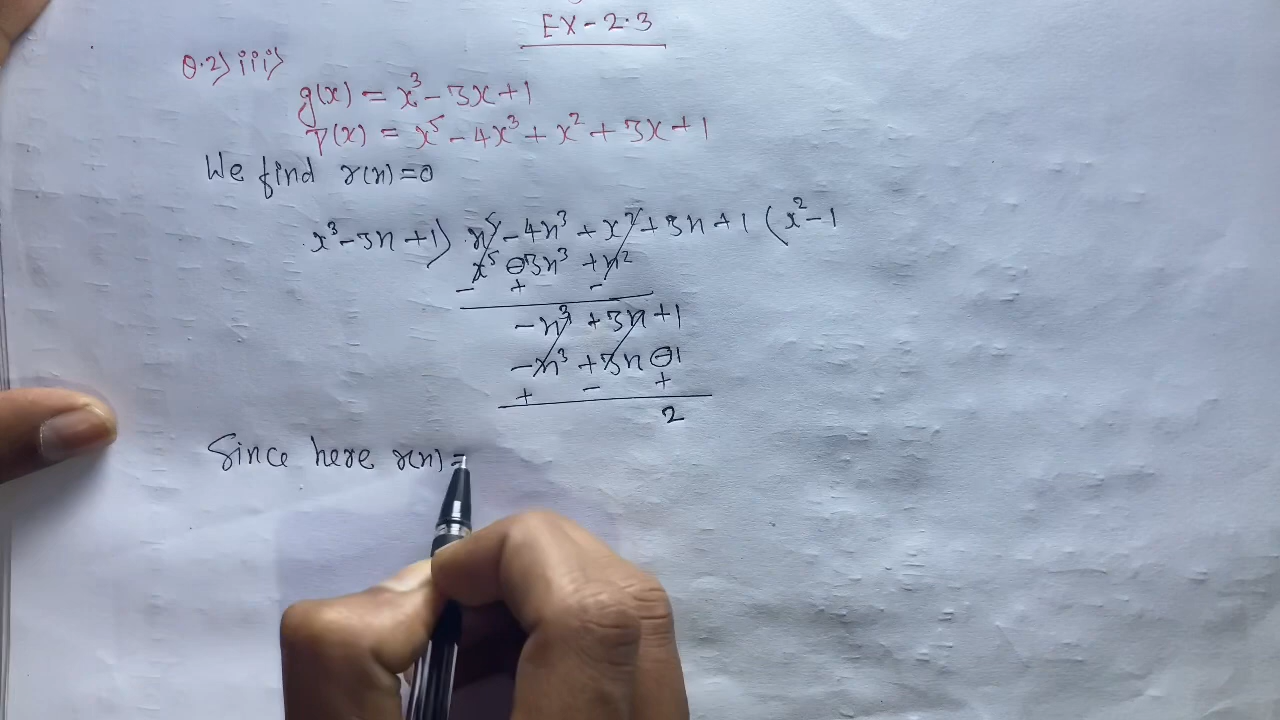 EX-2.3
Q.2) iii)
g(x) = x³ - 3x + 1
p(x) = x⁵ - 4x³ + x² + 3x + 1
We find r(x) = 0
x³ - 3x + 1) x⁵ - 4x³ + x² + 3x + 1 (x² - 1
x⁵ - 3x³ + x²
- + -
-x³ + 3x + 1
-x³ + 3x - 1
+ - +
2
Since here r(x) =